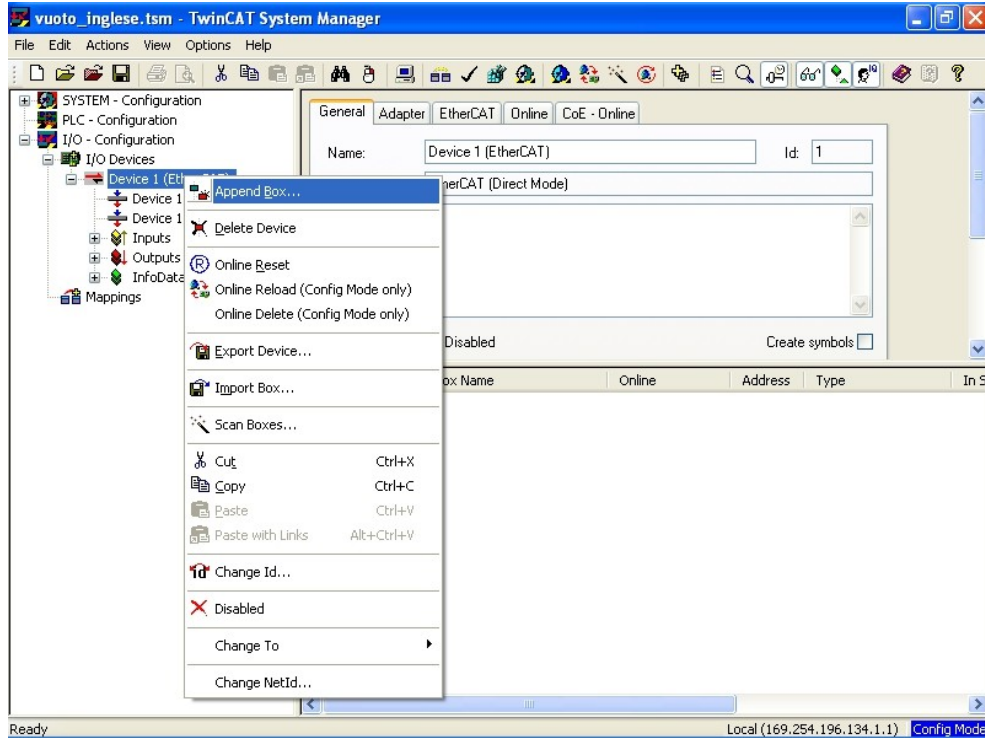 vuoto_inglese.tsm - TwinCAT System Manager
File Edit Actions View Options Help
SYSTEM - Configuration
PLC - Configuration
I/O - Configuration
I/O Devices
Device 1 (EtherCAT)
Device 1
Device 1
Inputs
Outputs
InfoData
Mappings
Append Box...
Delete Device
Online Reset
Online Reload (Config Mode only)
Online Delete (Config Mode only)
Export Device...
Import Box...
Scan Boxes...
Cut Ctrl+X
Copy Ctrl+C
Paste Ctrl+V
Paste with Links Alt+Ctrl+V
Change Id...
Disabled
Change To
Change NetId...
General Adapter EtherCAT Online CoE - Online
Name: Device 1 (EtherCAT) Id: 1
herCAT (Direct Mode)
Disabled Create symbols
ox Name Online Address Type In S
Ready Local (169.254.196.134.1.1) Config Mode